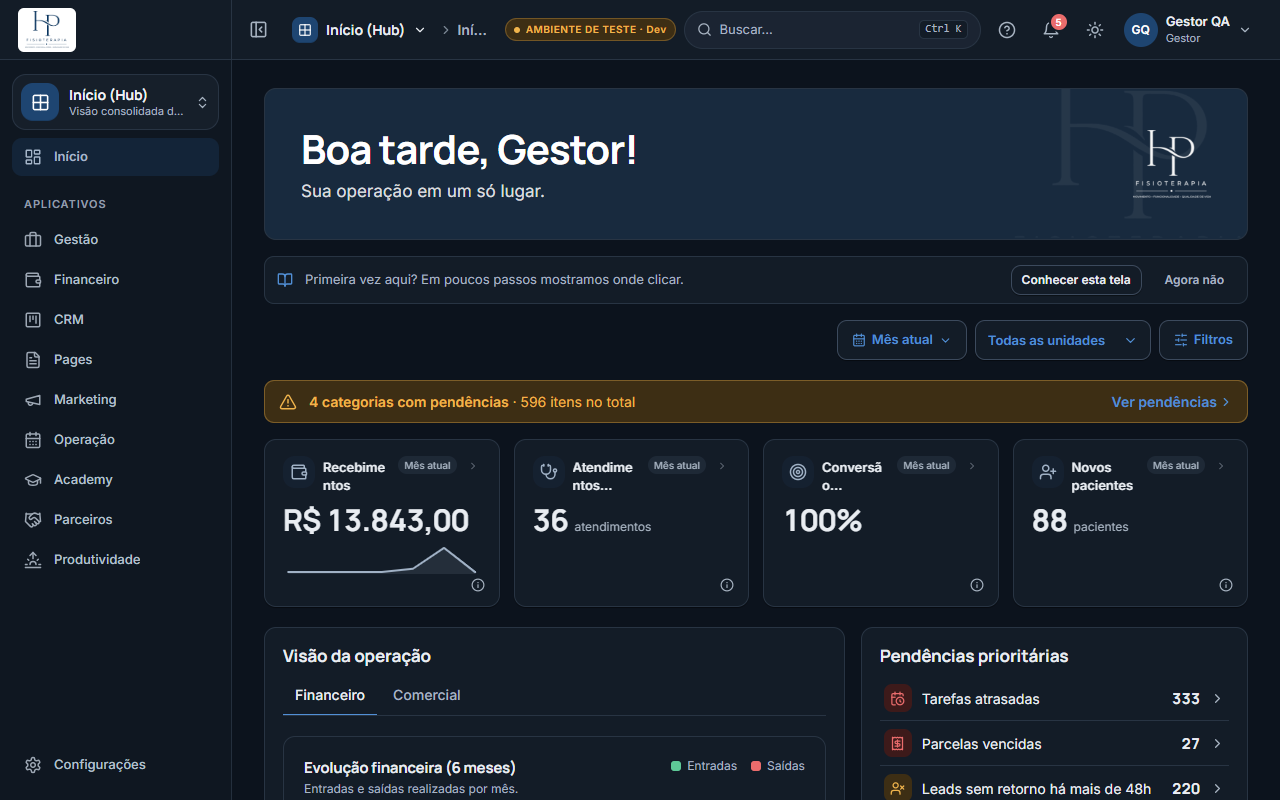 HP
FISIOTERAPIA
Início (Hub)
Iní...
AMBIENTE DE TESTE · Dev
Buscar...
Ctrl K
5
GQ
Gestor QA
Gestor
Início (Hub)
Visão consolidada d...
Início
APLICATIVOS
Gestão
Financeiro
CRM
Pages
Marketing
Operação
Academy
Parceiros
Produtividade
Configurações
Boa tarde, Gestor!
Sua operação em um só lugar.
HP
FISIOTERAPIA
Primeira vez aqui? Em poucos passos mostramos onde clicar.
Conhecer esta tela
Agora não
Mês atual
Todas as unidades
Filtros
4 categorias com pendências · 596 itens no total
Ver pendências
Recebime
ntos
Mês atual
R$ 13.843,00
Atendime
ntos...
Mês atual
36 atendimentos
Conversã
o...
Mês atual
100%
Novos
pacientes
Mês atual
88 pacientes
Visão da operação
Financeiro
Comercial
Evolução financeira (6 meses)
Entradas e saídas realizadas por mês.
Entradas
Saídas
Pendências prioritárias
Tarefas atrasadas 333
Parcelas vencidas 27
Leads sem retorno há mais de 48h 220